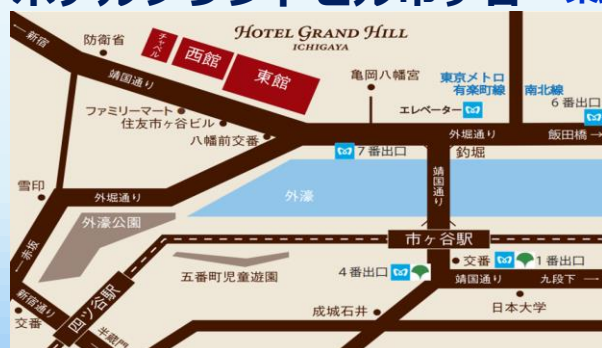 HOTEL GRAND HILL
ICHIGAYA
←新宿
防衛省
チャペル
西館
東館
靖国通り
亀岡八幡宮
東京メトロ
有楽町線
南北線
エレベーター
6番出口
ファミリーマート
住友市ヶ谷ビル
八幡前交番
外堀通り
飯田橋→
7番出口
釣堀
靖国通り
雪印
外堀通り
外濠
外濠公園
市ヶ谷駅
←赤坂
交番
1番出口
五番町児童遊園
4番出口
靖国通り
九段下→
四ツ谷駅
新宿通り
成城石井
日本大学
交番
半蔵門